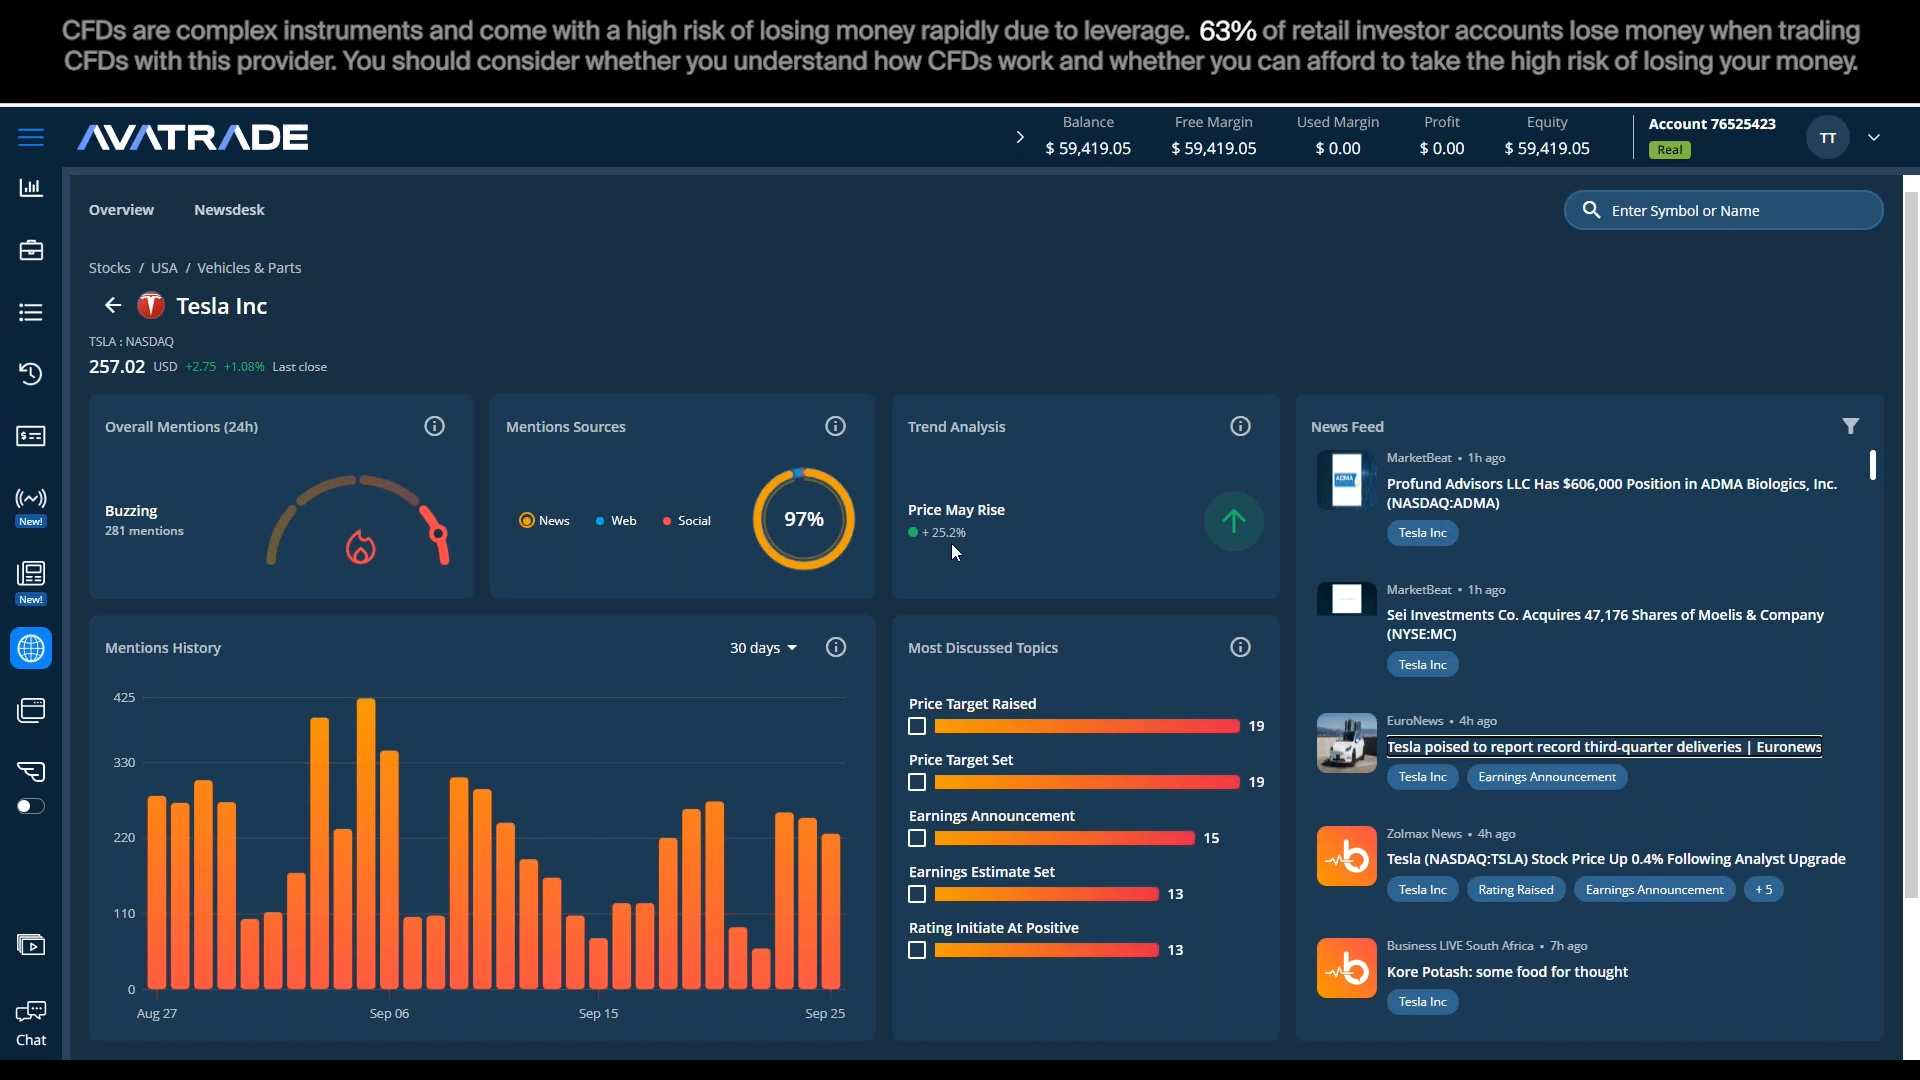 CFDs are complex instruments and come with a high risk of losing money rapidly due to leverage. 63% of retail investor accounts lose money when trading
CFDs with this provider. You should consider whether you understand how CFDs work and whether you can afford to take the high risk of losing your money.
AVATRADE
Balance
$ 59,419.05
Free Margin
$ 59,419.05
Used Margin
$ 0.00
Profit
$ 0.00
Equity
$ 59,419.05
Account 76525423
Real
TT
Overview
Newsdesk
Enter Symbol or Name
Stocks / USA / Vehicles & Parts
Tesla Inc
TSLA : NASDAQ
257.02 USD +2.75 +1.08% Last close
New!
New!
Chat
Overall Mentions (24h)
Buzzing
281 mentions
Mentions Sources
News
Web
Social
97%
Trend Analysis
Price May Rise
+ 25.2%
Mentions History
30 days
425
330
220
110
0
Aug 27
Sep 06
Sep 15
Sep 25
Most Discussed Topics
Price Target Raised
19
Price Target Set
19
Earnings Announcement
15
Earnings Estimate Set
13
Rating Initiate At Positive
13
News Feed
ADMA
MarketBeat • 1h ago
Profund Advisors LLC Has $606,000 Position in ADMA Biologics, Inc.
(NASDAQ:ADMA)
Tesla Inc
MarketBeat • 1h ago
Sei Investments Co. Acquires 47,176 Shares of Moelis & Company
(NYSE:MC)
Tesla Inc
EuroNews • 4h ago
Tesla poised to report record third-quarter deliveries | Euronews
Tesla Inc
Earnings Announcement
Zolmax News • 4h ago
Tesla (NASDAQ:TSLA) Stock Price Up 0.4% Following Analyst Upgrade
Tesla Inc
Rating Raised
Earnings Announcement
+ 5
Business LIVE South Africa • 7h ago
Kore Potash: some food for thought
Tesla Inc